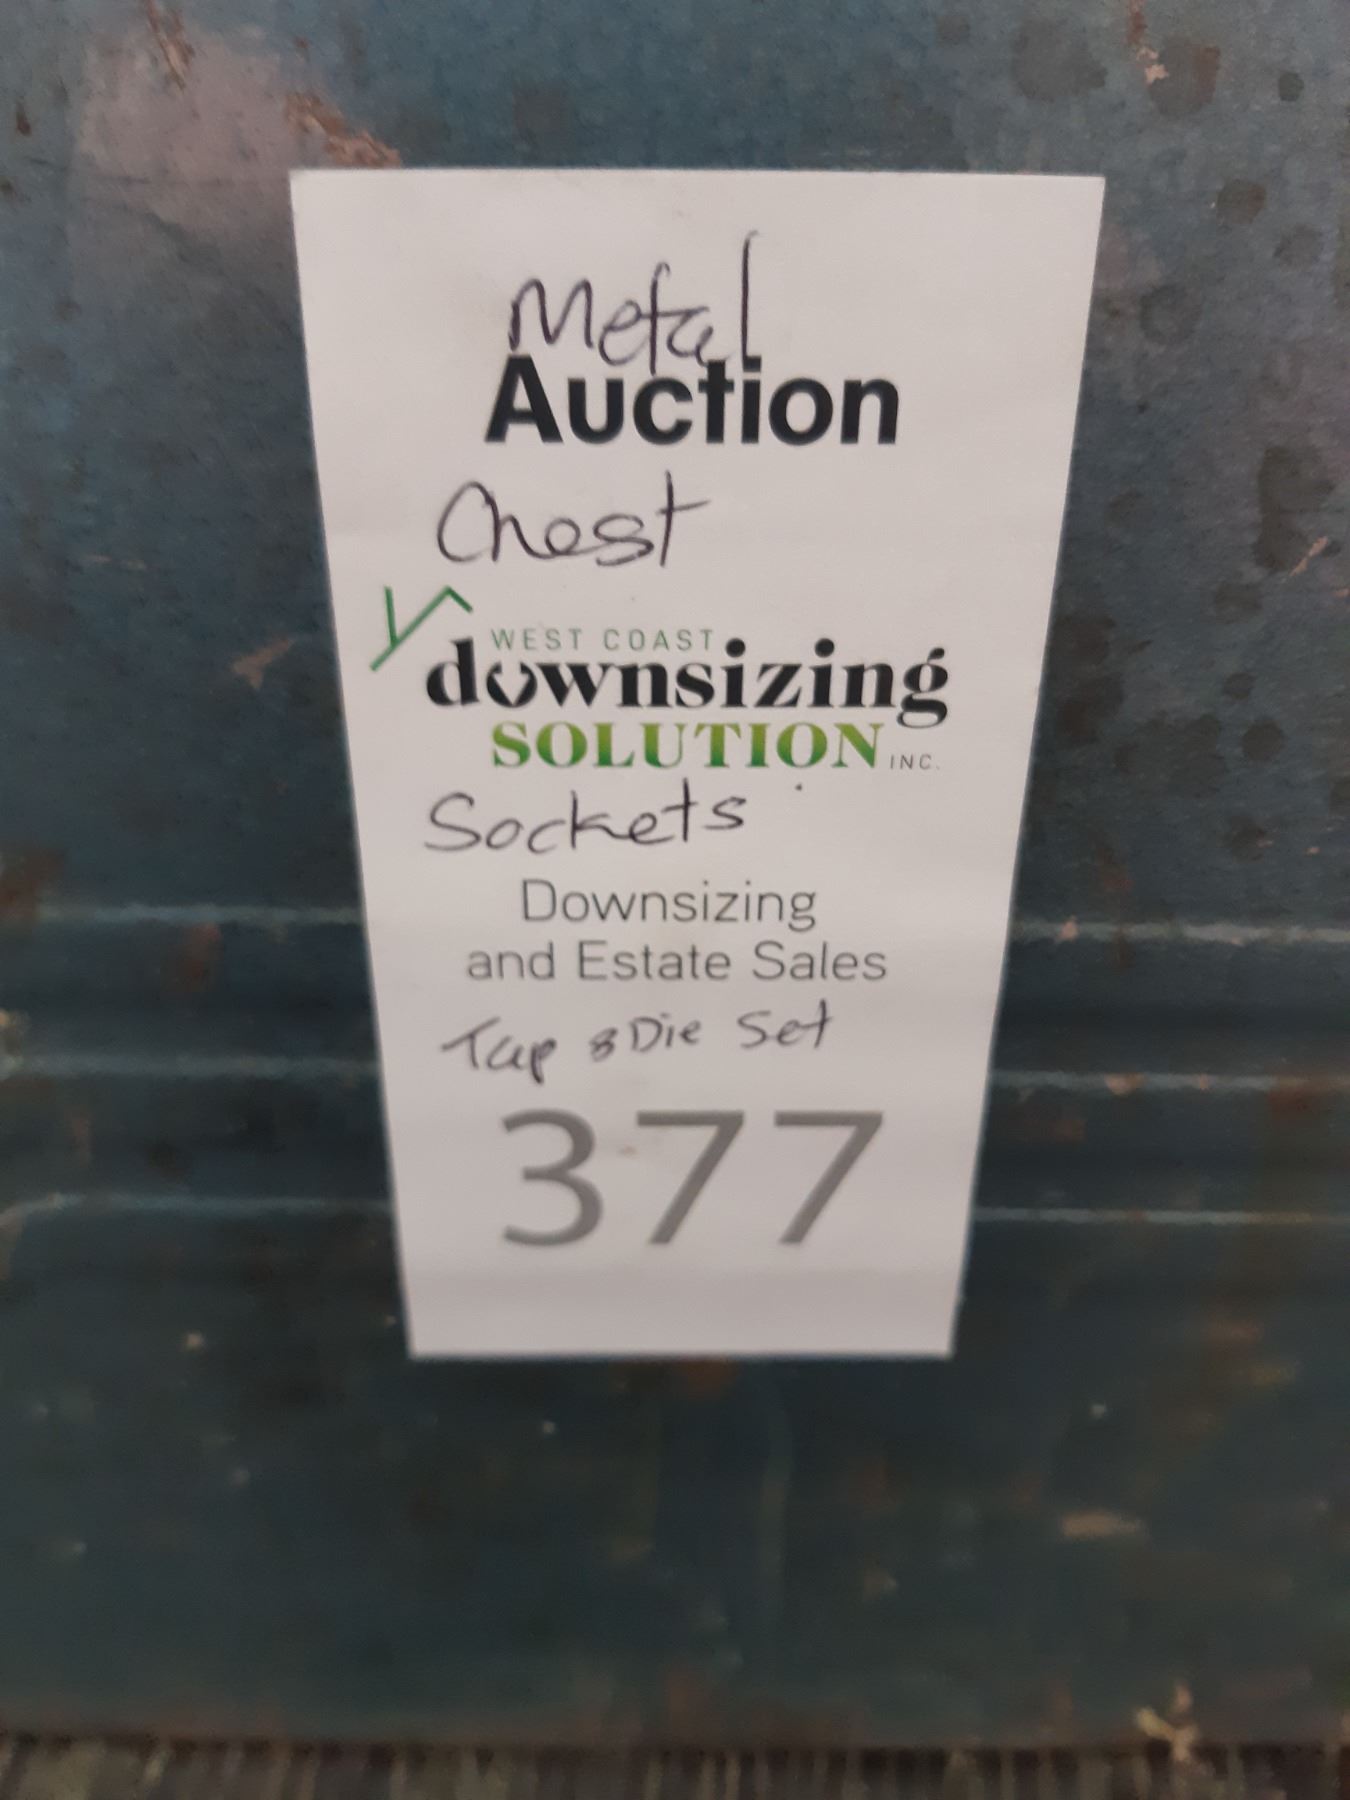 Metal
Auction
Chest
WEST COAST
downsizing
SOLUTION INC.
Sockets
Downsizing
and Estate Sales
Tap & Die Set
377